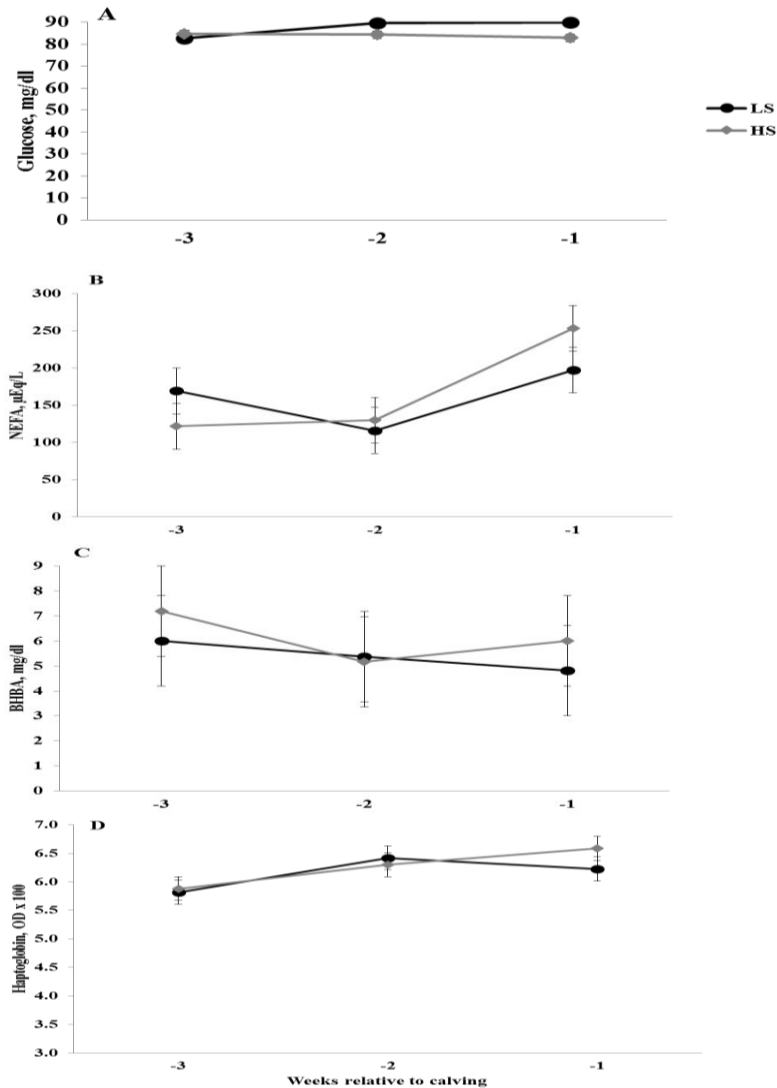 A
Glucose, mg/dl
90
80
70
60
50
40
30
20
10
0
-3 -2 -1
LS
HS
B
NEFA, µEq/L
300
250
200
150
100
50
0
-3 -2 -1
C
BHBA, mg/dl
9
8
7
6
5
4
3
2
1
0
-3 -2 -1
D
Haptoglobin, OD x 100
7.0
6.5
6.0
5.5
5.0
4.5
4.0
3.5
3.0
-3 -2 -1
Weeks relative to calving